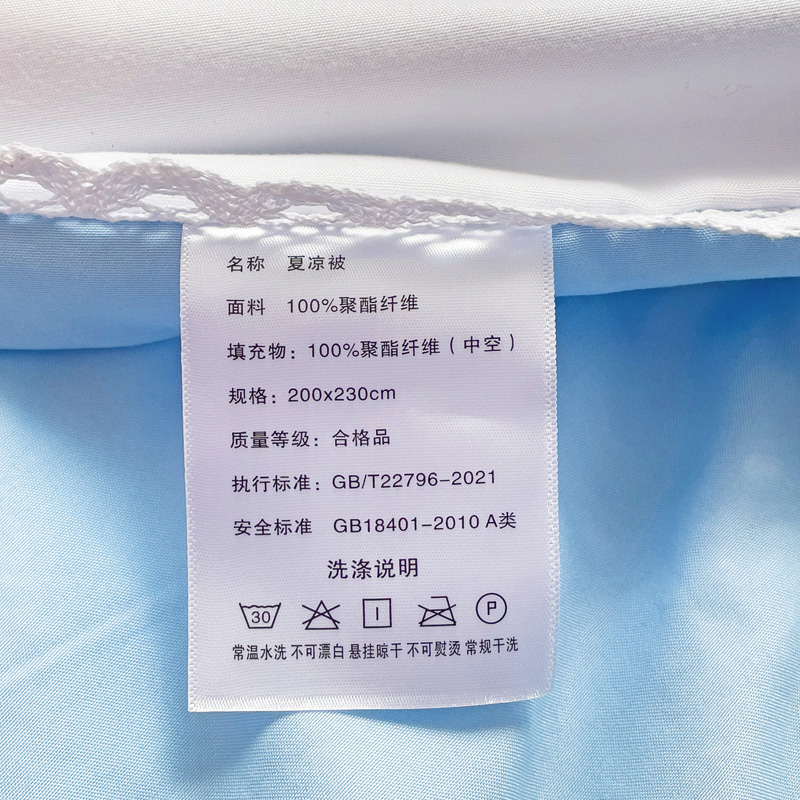 名称 夏凉被
面料 100%聚酯纤维
填充物：100%聚酯纤维（中空）
规格：200x230cm
质量等级：合格品
执行标准：GB/T22796-2021
安全标准 GB18401-2010 A类
洗涤说明
30 P
常温水洗 不可漂白 悬挂晾干 不可熨烫 常规干洗